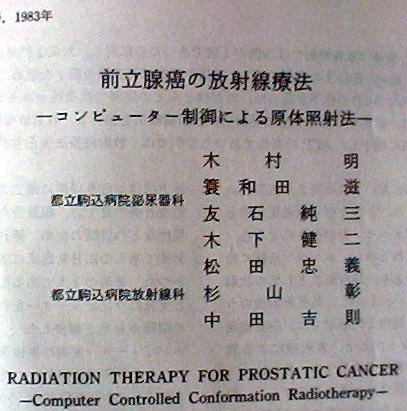 ，1983年
前立腺癌の放射線療法
—コンピューター制御による原体照射法—
木村 明
都立駒込病院泌尿器科 簑和田 滋
友石純三
木下健二
松田忠義
都立駒込病院放射線科 杉山 彰
中田吉則
RADIATION THERAPY FOR PROSTATIC CANCER
—Computer Controlled Conformation Radiotherapy—